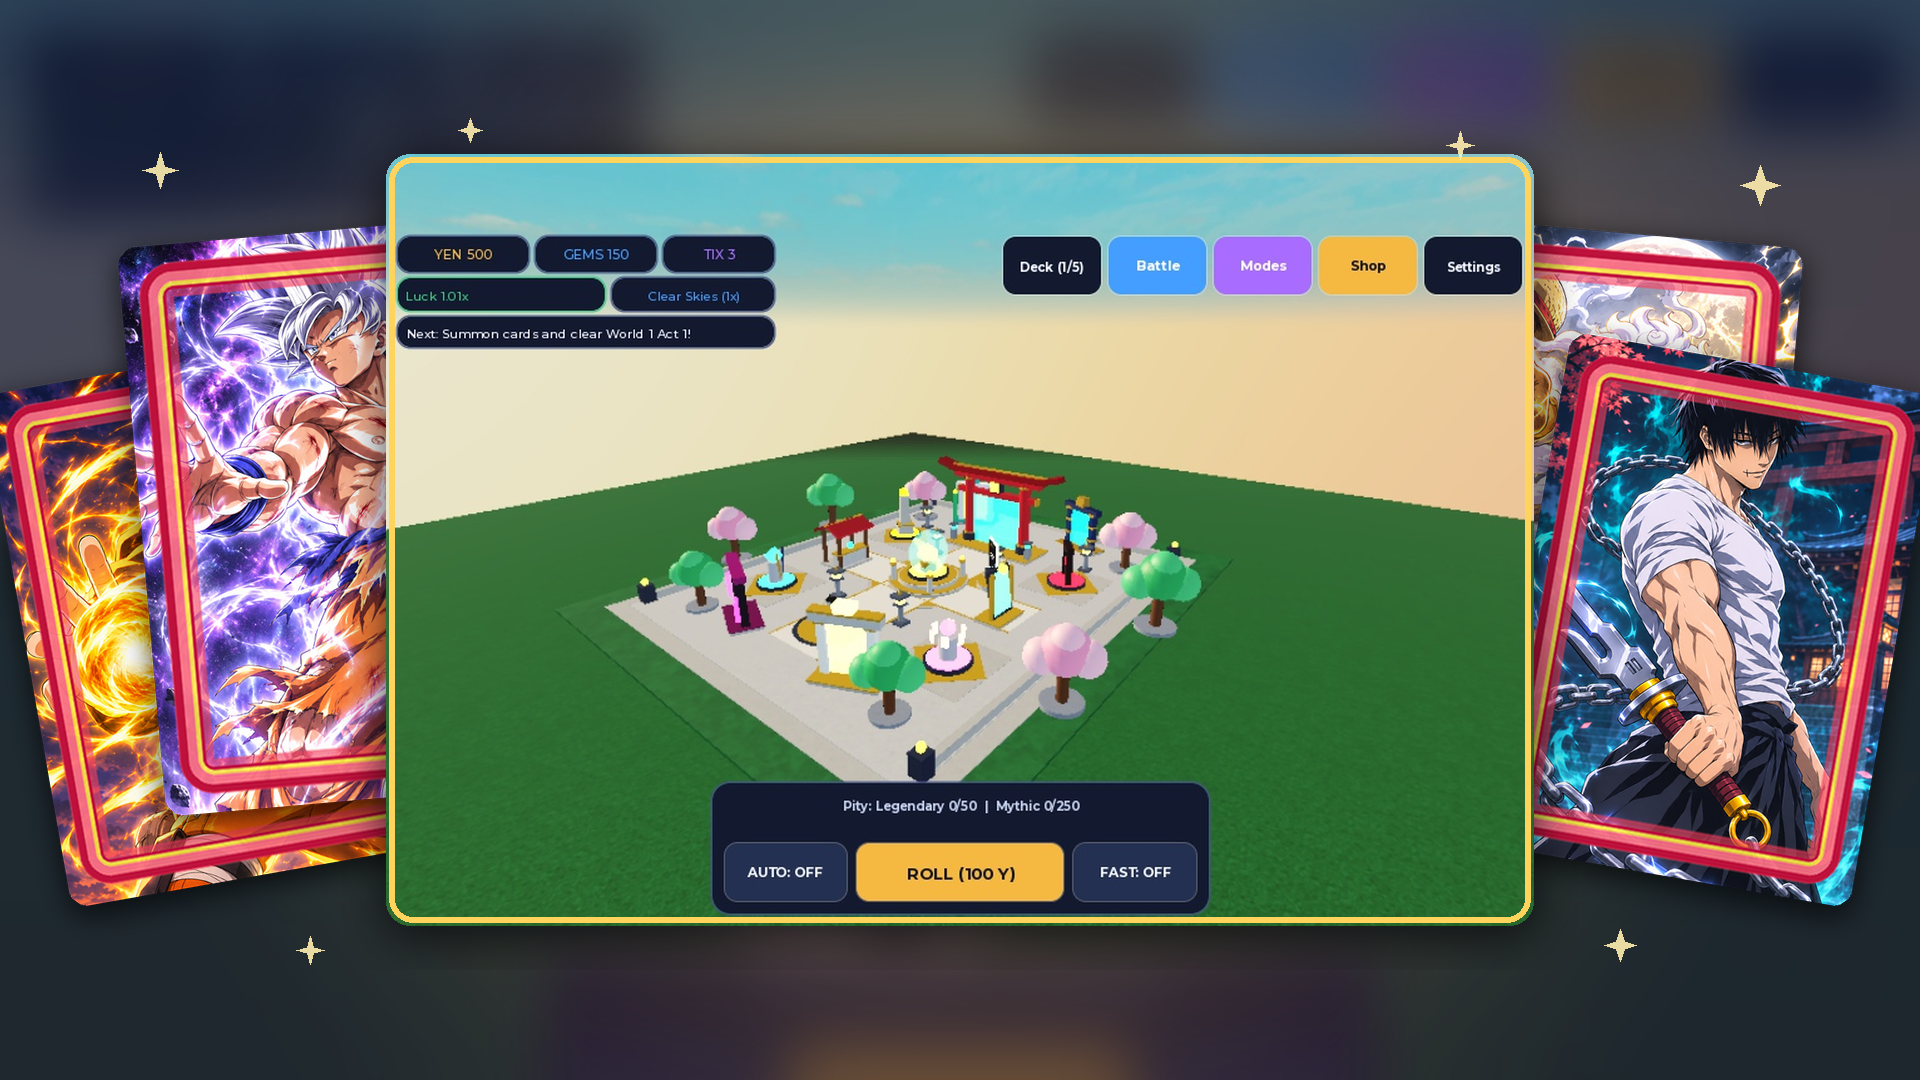 YEN 500
GEMS 150
TIX 3
Luck 1.01x
Clear Skies (1x)
Next: Summon cards and clear World 1 Act 1!
Deck (1/5)
Battle
Modes
Shop
Settings
Pity: Legendary 0/50 | Mythic 0/250
AUTO: OFF
ROLL (100 Y)
FAST: OFF